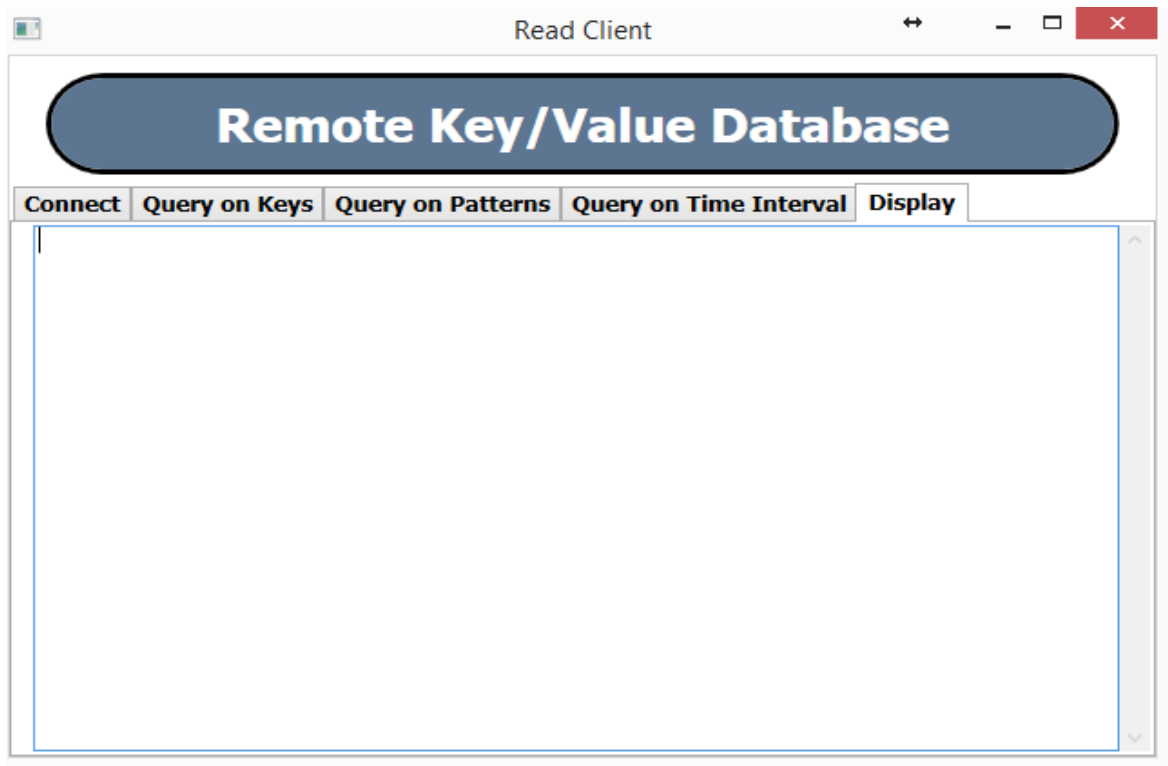 Read Client
Remote Key/Value Database
Connect Query on Keys Query on Patterns Query on Time Interval Display